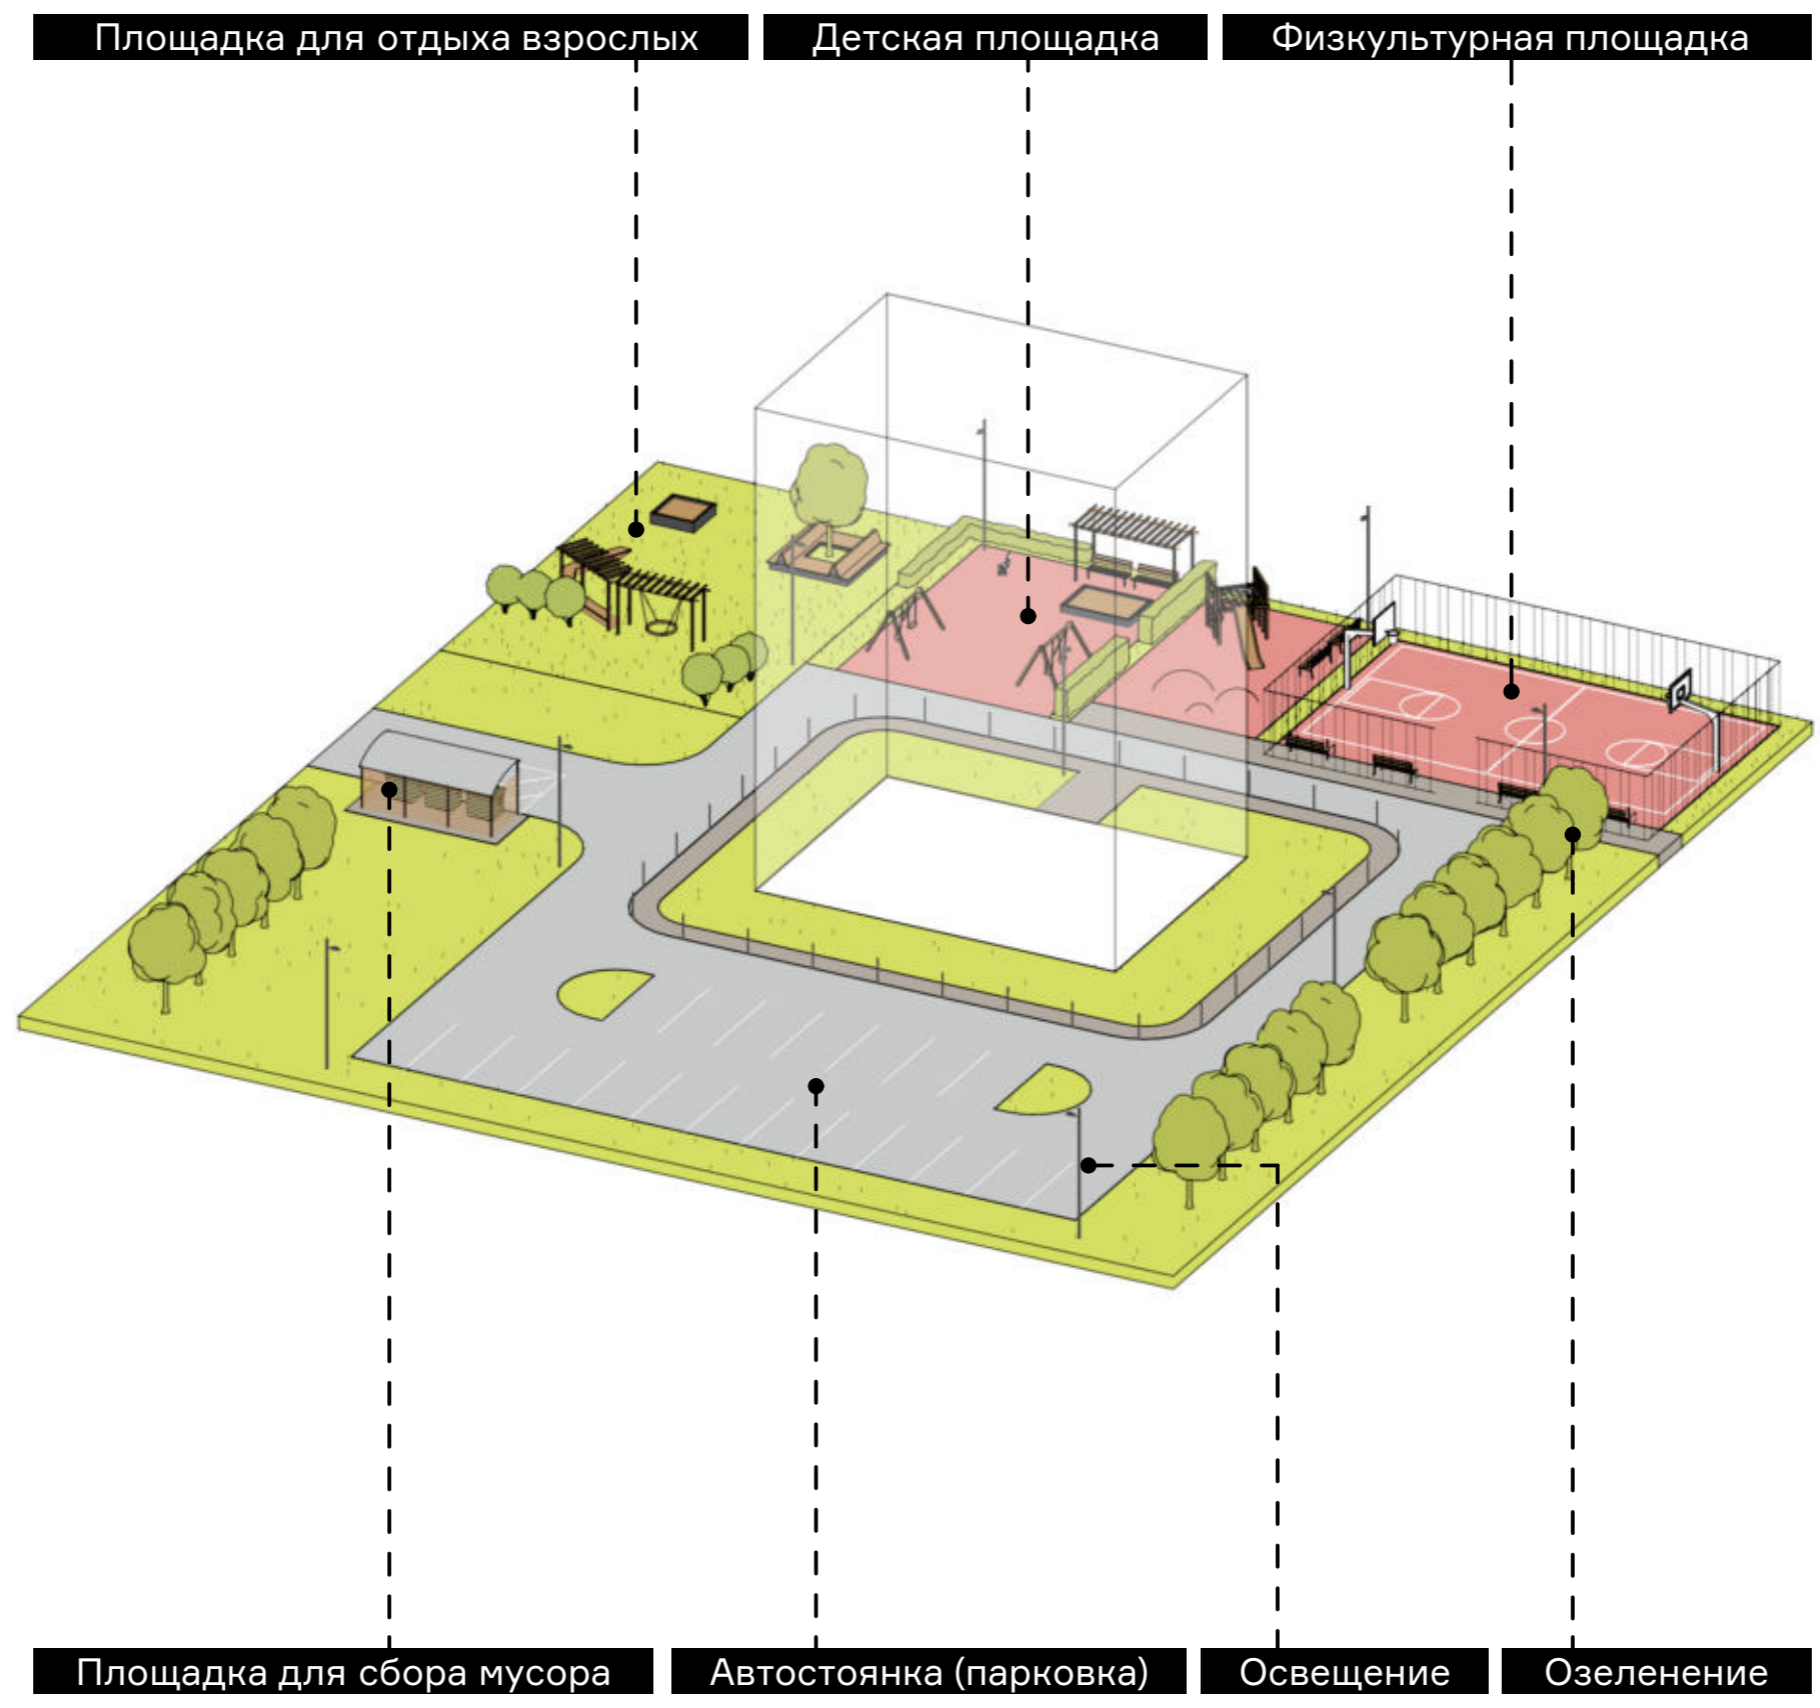 Площадка для отдыха взрослых
Детская площадка
Физкультурная площадка
Площадка для сбора мусора
Автостоянка (парковка)
Освещение
Озеленение